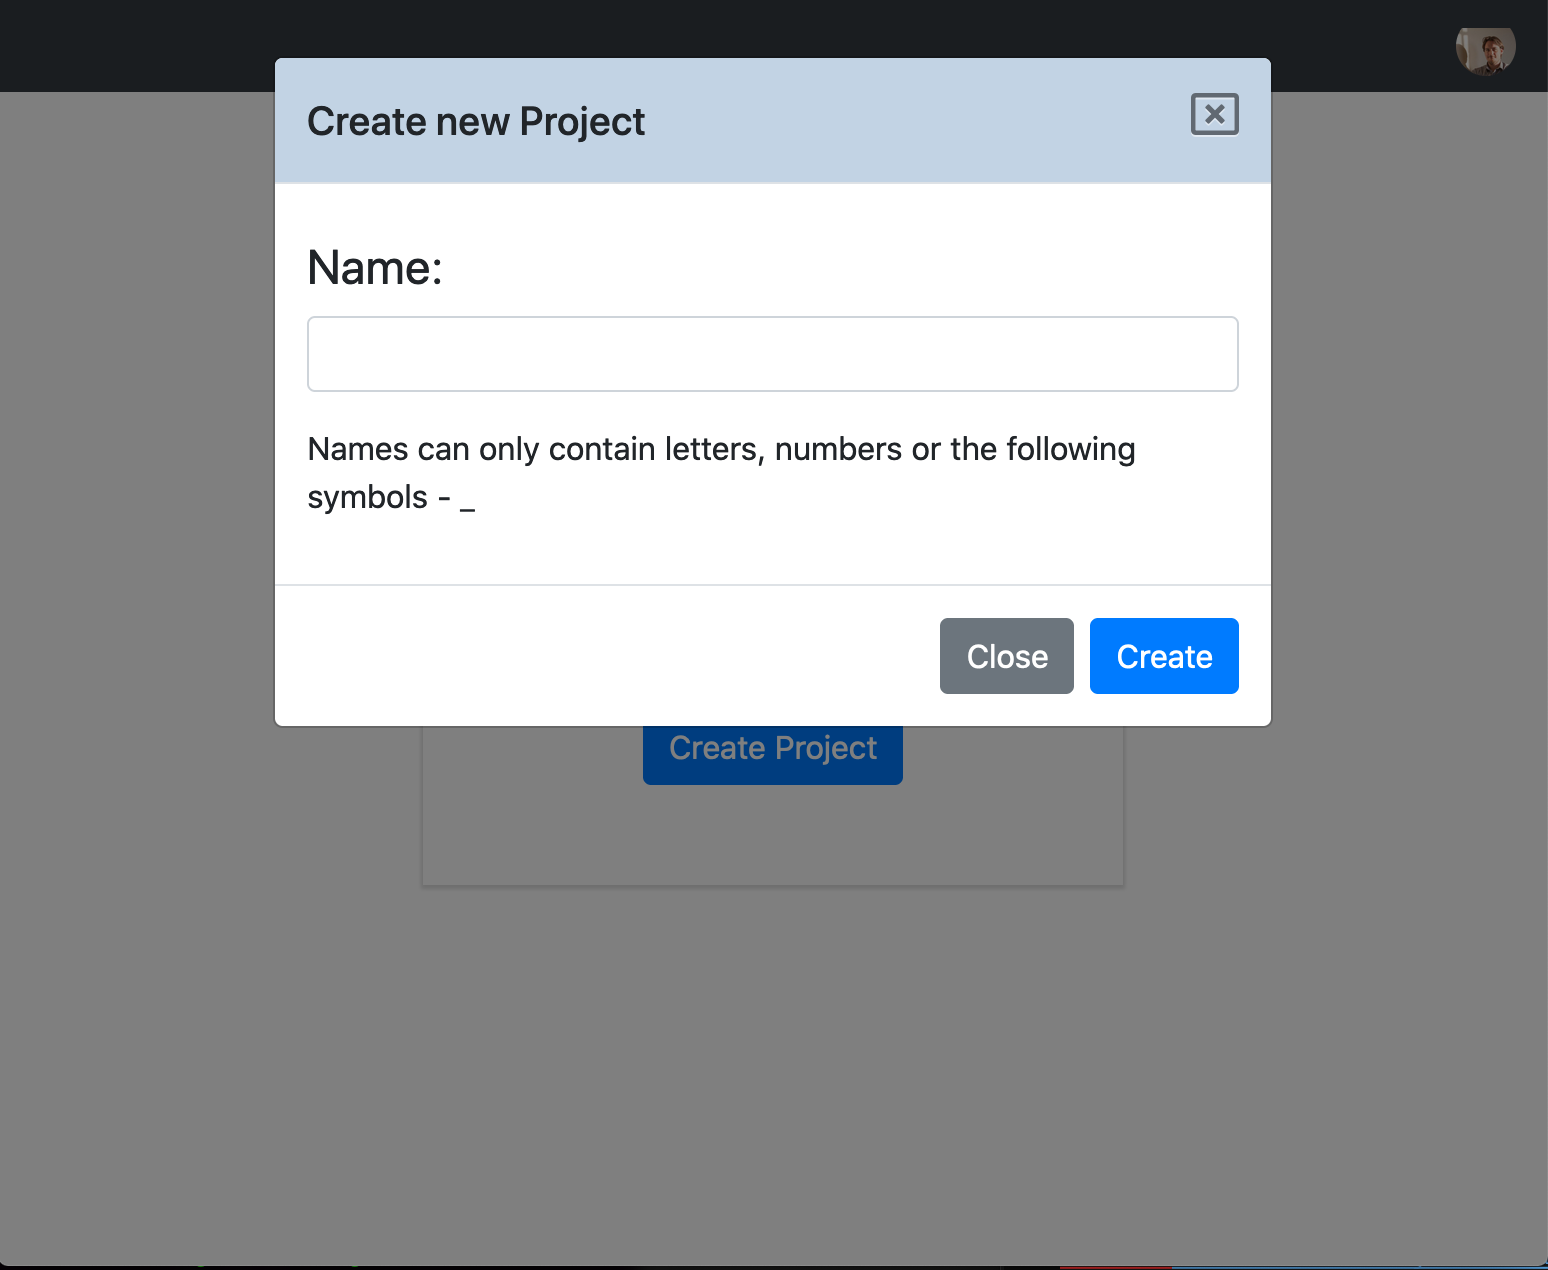 Create new Project
Name:
Names can only contain letters, numbers or the following
symbols - _
Close
Create
Create Project